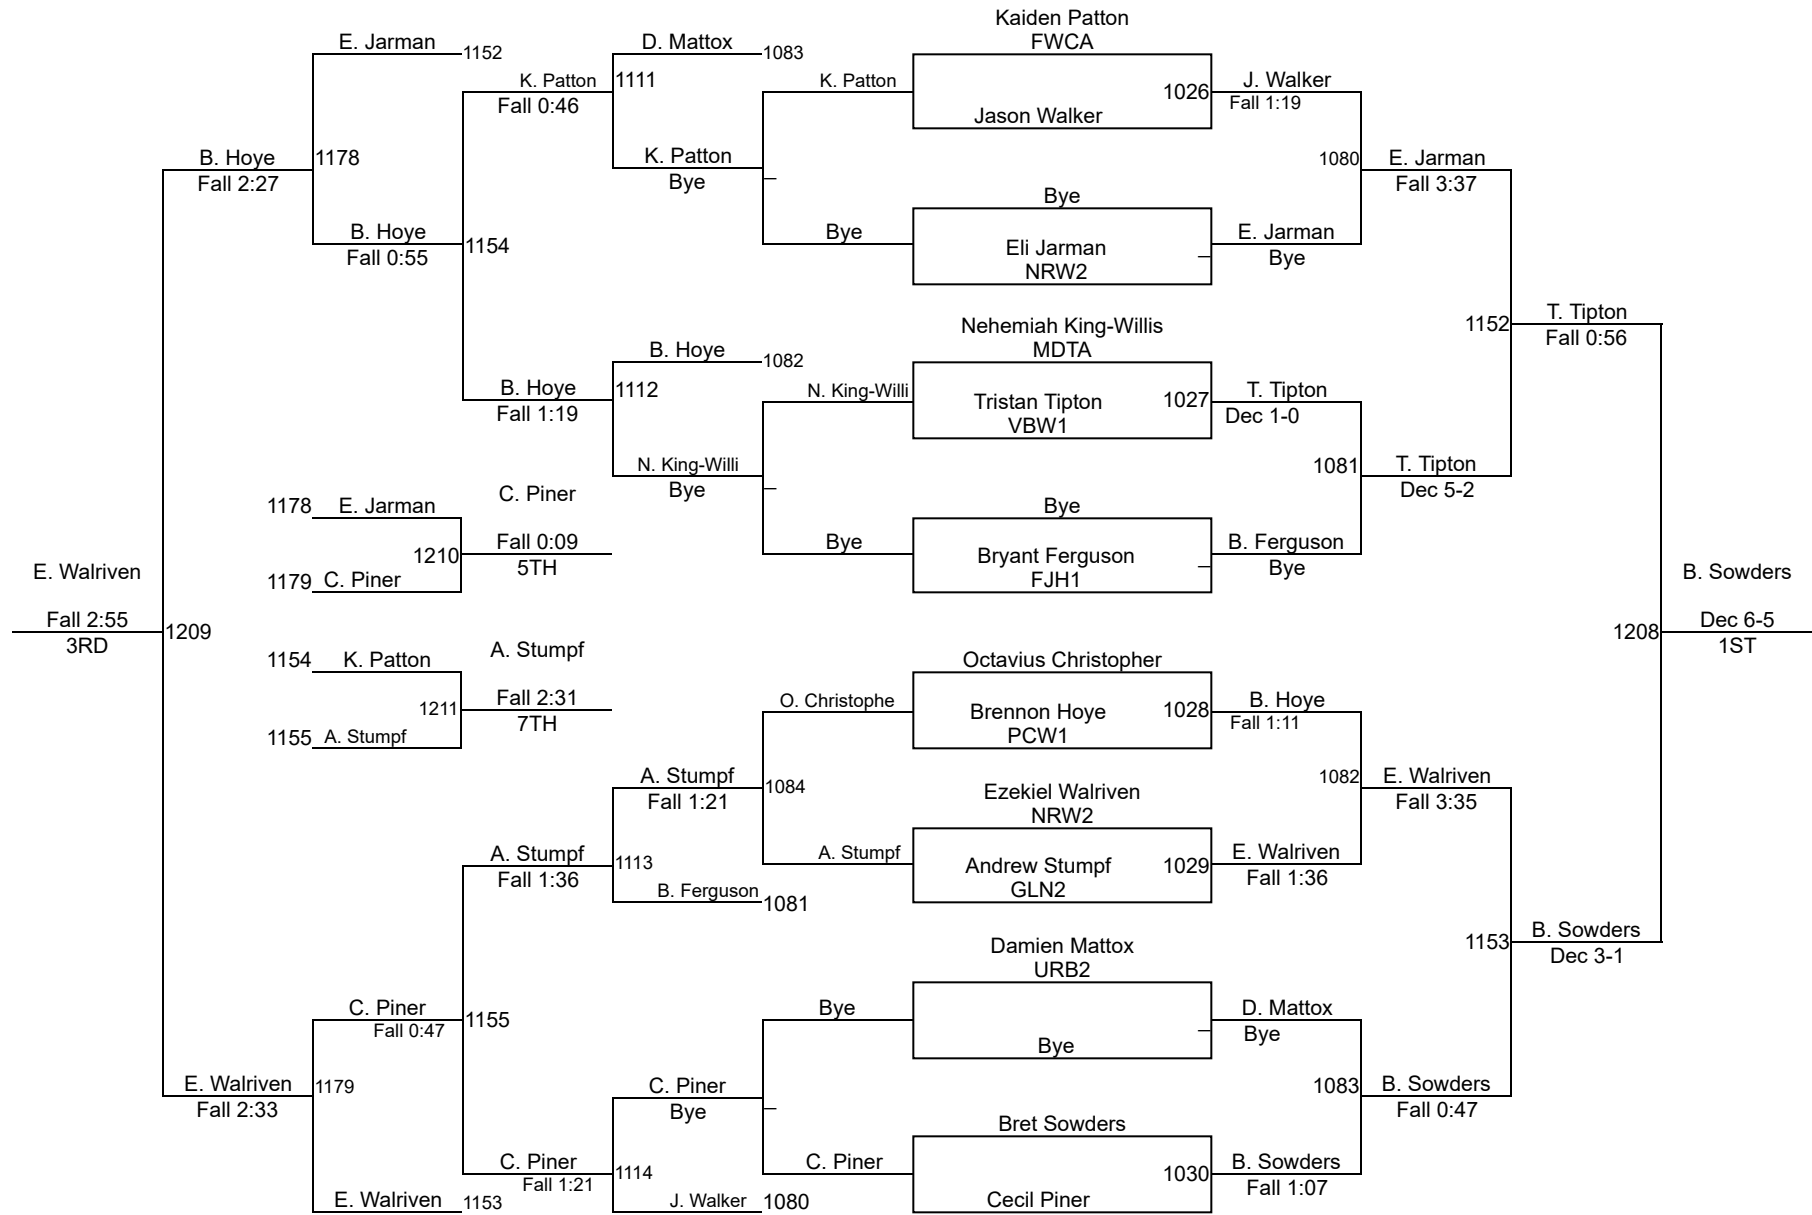 Kaiden Patton
FWCA
E. Jarman
1152
D. Mattox
1083
K. Patton
Fall 0:46
1111
K. Patton
1026
J. Walker
Fall 1:19
Jason Walker
B. Hoye
Fall 2:27
1178
K. Patton
Bye
1080
E. Jarman
Fall 3:37
Bye
B. Hoye
Fall 0:55
1154
Bye
Eli Jarman
NRW2
E. Jarman
Bye
Nehemiah King-Willis
MDTA
1152
T. Tipton
Fall 0:56
B. Hoye
1082
B. Hoye
Fall 1:19
1112
N. King-Willi
Tristan Tipton
VBW1
1027
T. Tipton
Dec 1-0
N. King-Willi
Bye
1081
T. Tipton
Dec 5-2
1178
E. Jarman
C. Piner
Bye
1210
Fall 0:09
5TH
Bye
Bryant Ferguson
FJH1
B. Ferguson
Bye
1179
C. Piner
E. Walriven
Fall 2:55
3RD
1209
B. Sowders
1208
Dec 6-5
1ST
1154
K. Patton
A. Stumpf
Octavius Christopher
1211
Fall 2:31
7TH
O. Christophe
Brennon Hoye
PCW1
1028
B. Hoye
Fall 1:11
1155
A. Stumpf
A. Stumpf
Fall 1:21
1084
Ezekiel Walriven
NRW2
1082
E. Walriven
Fall 3:35
A. Stumpf
Fall 1:36
1113
A. Stumpf
Andrew Stumpf
GLN2
1029
E. Walriven
Fall 1:36
B. Ferguson
1081
Damien Mattox
URB2
1153
B. Sowders
Dec 3-1
C. Piner
Fall 0:47
1155
Bye
Bye
D. Mattox
Bye
E. Walriven
Fall 2:33
1179
C. Piner
Bye
1083
B. Sowders
Fall 0:47
Bret Sowders
C. Piner
Fall 1:21
1114
C. Piner
1030
B. Sowders
Fall 1:07
E. Walriven
1153
J. Walker
1080
Cecil Piner